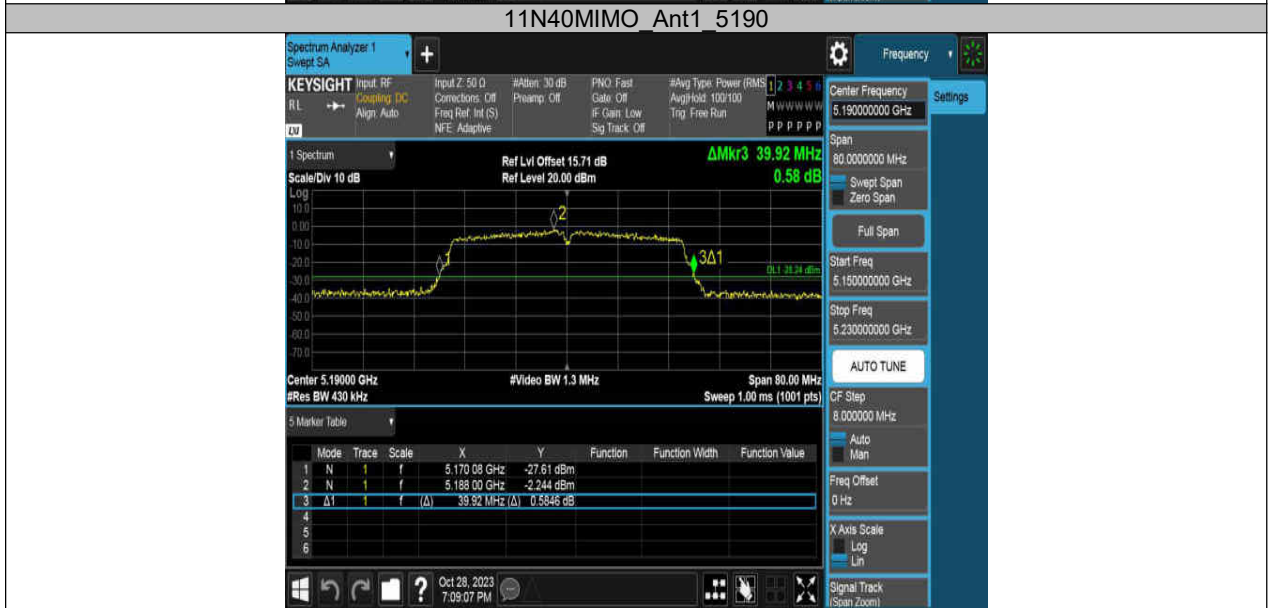 11N40MIMO_Ant1_5190
Spectrum Analyzer 1
Swept SA
+
Frequency
KEYSIGHT
RL
LXI
Input: RF
Coupling: DC
Align: Auto
Input Z: 50 Ω
Corrections: Off
Freq Ref: Int (S)
NFE: Adaptive
#Atten: 30 dB
Preamp: Off
PNO: Fast
Gate: Off
IF Gain: Low
Sig Track: Off
#Avg Type: Power (RMS
Avg|Hold: 100/100
Trig: Free Run
1 2 3 4 5 6
M W W W W W
P P P P P P
Center Frequency
5.190000000 GHz
Settings
1 Spectrum
Scale/Div 10 dB
Log
Ref Lvl Offset 15.71 dB
Ref Level 20.00 dBm
ΔMkr3 39.92 MHz
0.58 dB
10.0
0.00
-10.0
-20.0
-30.0
-40.0
-50.0
-60.0
-70.0
1
2
3Δ1
DL1 -28.24 dBm
Center 5.19000 GHz
#Res BW 430 kHz
#Video BW 1.3 MHz
Span 80.00 MHz
Sweep 1.00 ms (1001 pts)
5 Marker Table
Mode Trace Scale X Y Function Function Width Function Value
1 N 1 f 5.170 08 GHz -27.61 dBm
2 N 1 f 5.188 00 GHz -2.244 dBm
3 Δ1 1 f (Δ) 39.92 MHz (Δ) 0.5846 dB
4
5
6
Span
80.0000000 MHz
Swept Span
Zero Span
Full Span
Start Freq
5.150000000 GHz
Stop Freq
5.230000000 GHz
AUTO TUNE
CF Step
8.000000 MHz
Auto
Man
Freq Offset
0 Hz
X Axis Scale
Log
Lin
Signal Track
(Span Zoom)
?
Oct 28, 2023
7:09:07 PM